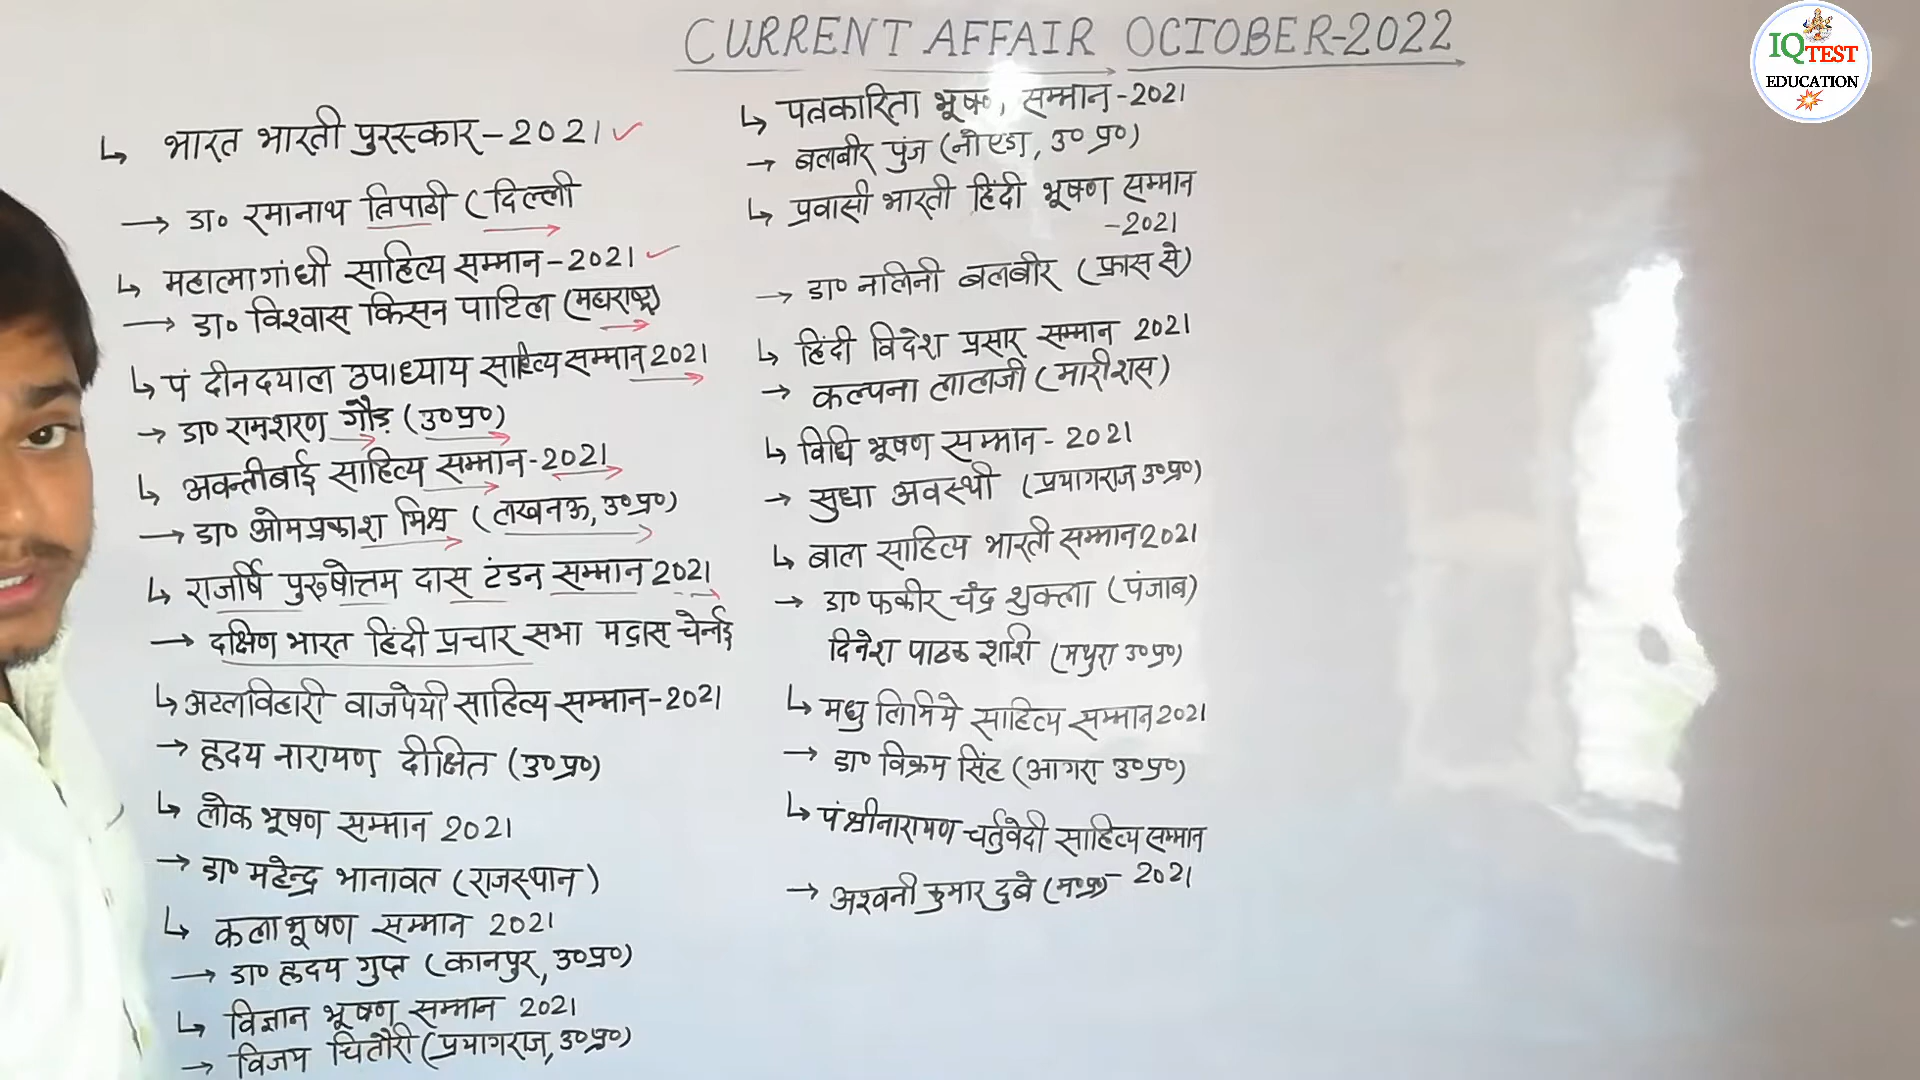 CURRENT AFFAIR OCTOBER-2022
IQTEST
EDUCATION
↳ भारत भारती पुरस्कार-2021 ✓
→ डा० रमानाथ त्रिपाठी (दिल्ली
↳ महात्मा गांधी साहित्य सम्मान-2021 ✓
→ डा० विश्वास किसन पाटिल (महाराष्ट्र)
↳ पं दीनदयाल उपाध्याय साहित्य सम्मान 2021
→ डा० रामशरण गौड़ (उ०प्र०)
↳ अवन्तीबाई साहित्य सम्मान-2021
→ डा० ओमप्रकाश मिश्र (लखनऊ, उ०प्र०)
↳ राजर्षि पुरुषोत्तम दास टंडन सम्मान 2021
→ दक्षिण भारत हिंदी प्रचार सभा मद्रास चेन्नई
↳ अटलविहारी वाजपेयी साहित्य सम्मान-2021
→ हृदय नारायण दीक्षित (उ०प्र०)
↳ लोक भूषण सम्मान 2021
→ डा० महेन्द्र भानावत (राजस्थान)
↳ कला भूषण सम्मान 2021
→ डा० हृदय गुप्त (कानपुर, उ०प्र०)
↳ विज्ञान भूषण सम्मान 2021
→ विजय चितौरी (प्रयागराज, उ०प्र०)
↳ पत्रकारिता भूषण सम्मान-2021
→ बलबीर पुंज (नोएडा, उ०प्र०)
↳ प्रवासी भारती हिंदी भूषण सम्मान
-2021
→ डा० नलिनी बलबीर (फ्रास से)
↳ हिंदी विदेश प्रसार सम्मान 2021
→ कल्पना लालजी (मारीशस)
↳ विधि भूषण सम्मान-2021
→ सुधा अवस्थी (प्रयागराज उ०प्र०)
↳ बाल साहित्य भारती सम्मान 2021
→ डा० फकीर चंद्र शुक्ला (पंजाब)
दिनेश पाठक शशि (मथुरा उ०प्र०)
↳ मधु लिमिये साहित्य सम्मान 2021
→ डा० विक्रम सिंह (आगरा उ०प्र०)
↳ पं श्रीनारायण चर्तुवेदी साहित्य सम्मान
-2021
→ अश्वनी कुमार दुबे (म०प्र०)